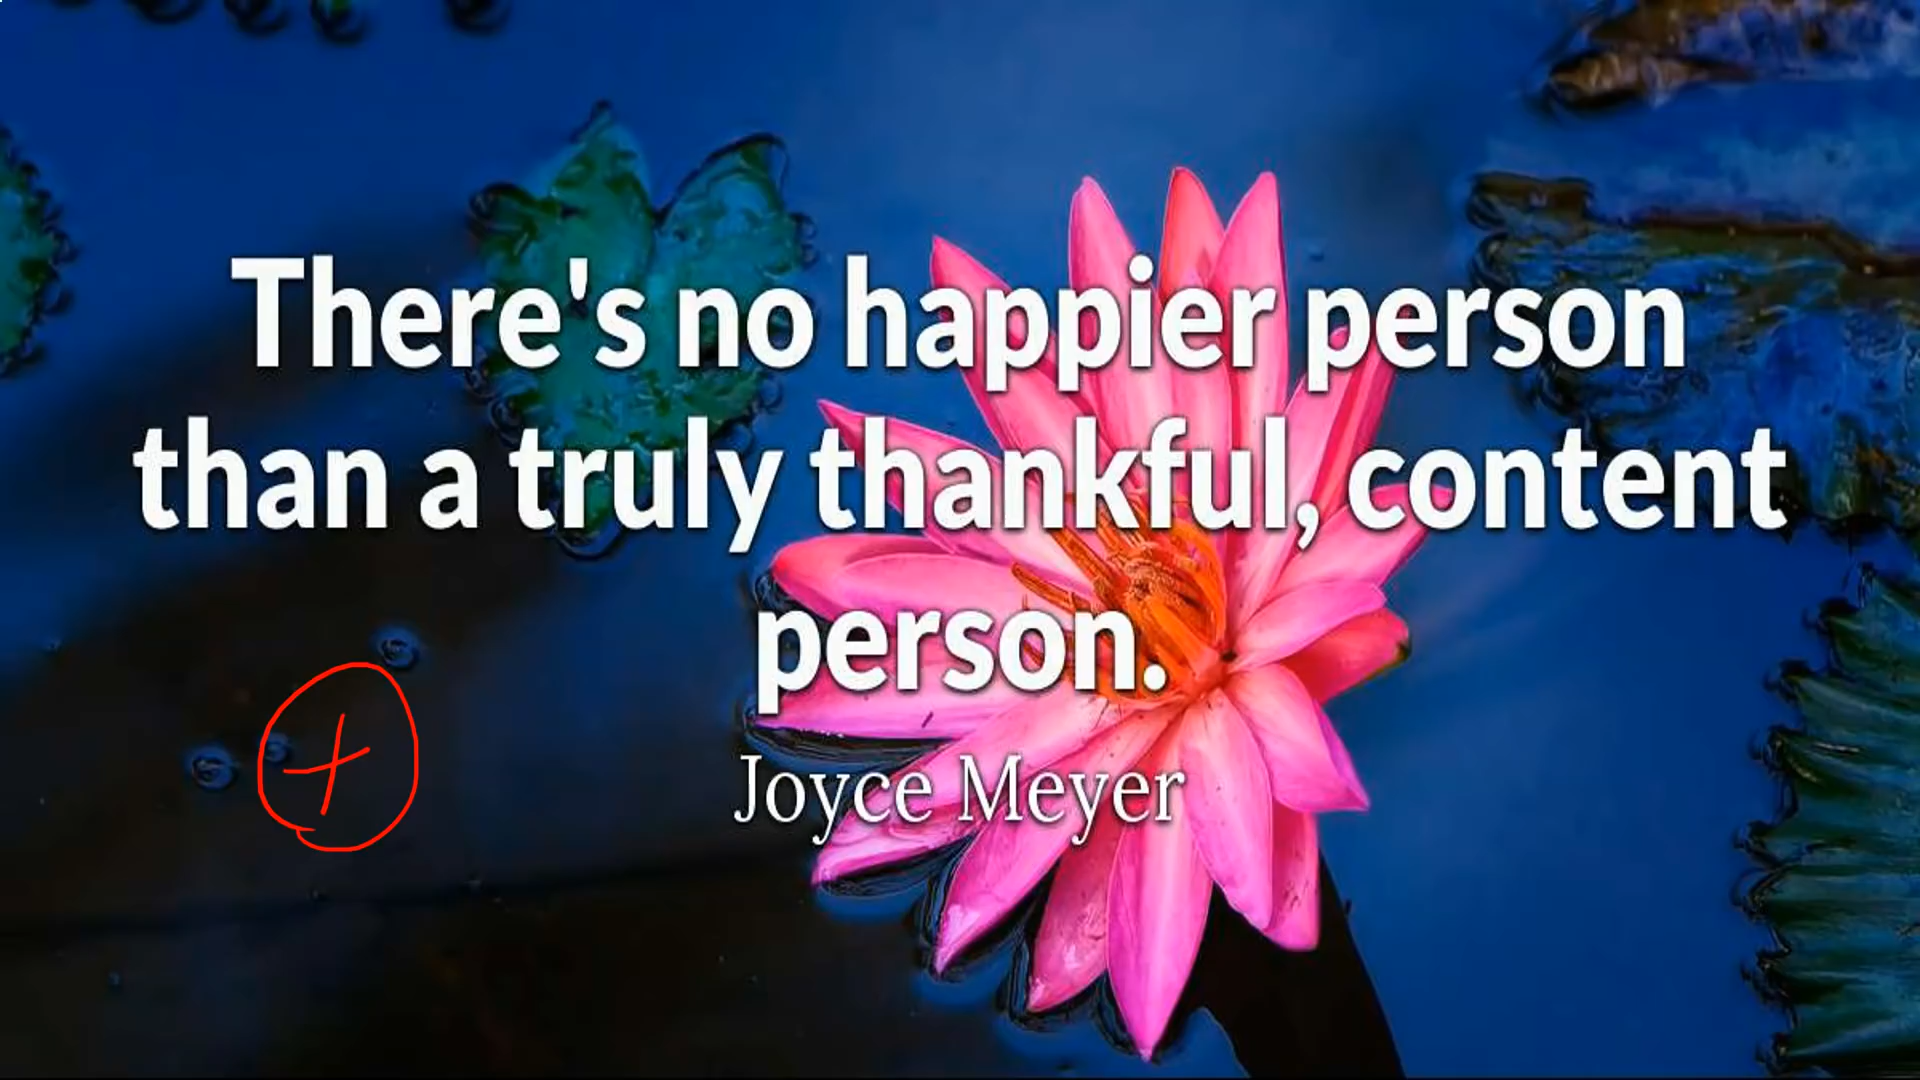 There's no happier person
than a truly thankful, content
person.
Joyce Meyer
+